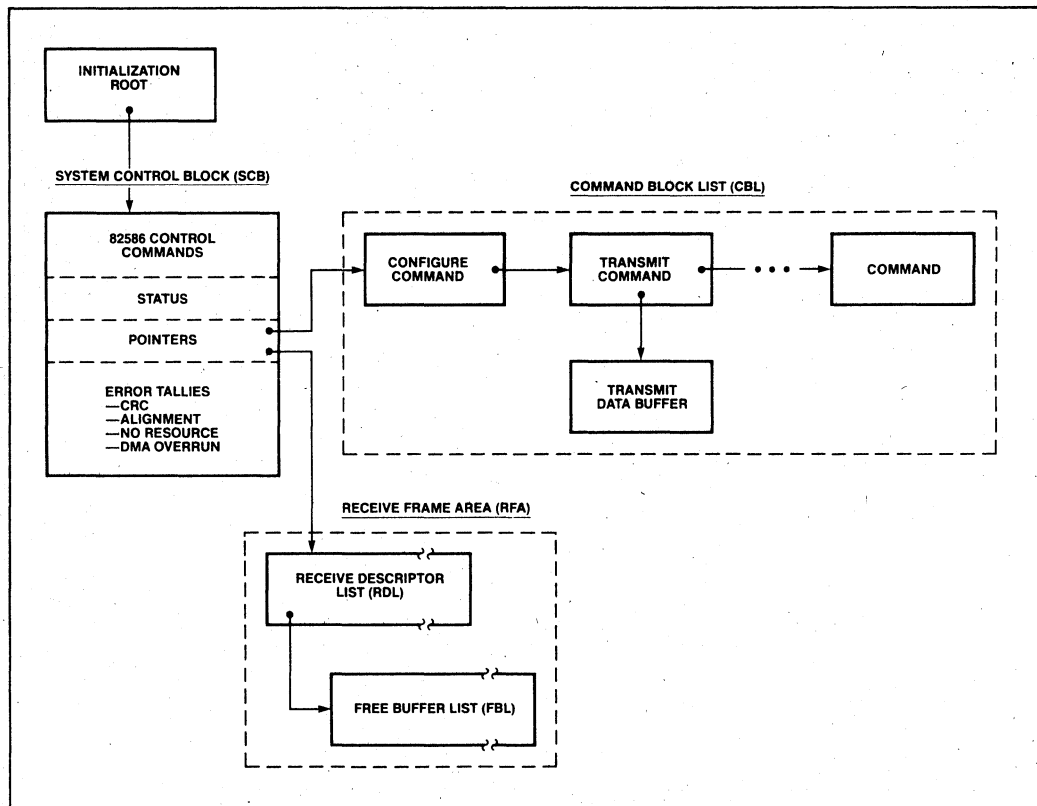 INITIALIZATION
ROOT
SYSTEM CONTROL BLOCK (SCB)
82586 CONTROL
COMMANDS
STATUS
POINTERS
ERROR TALLIES
—CRC
—ALIGNMENT
—NO RESOURCE
—DMA OVERRUN
COMMAND BLOCK LIST (CBL)
CONFIGURE
COMMAND
TRANSMIT
COMMAND
COMMAND
TRANSMIT
DATA BUFFER
RECEIVE FRAME AREA (RFA)
RECEIVE DESCRIPTOR
LIST (RDL)
FREE BUFFER LIST (FBL)